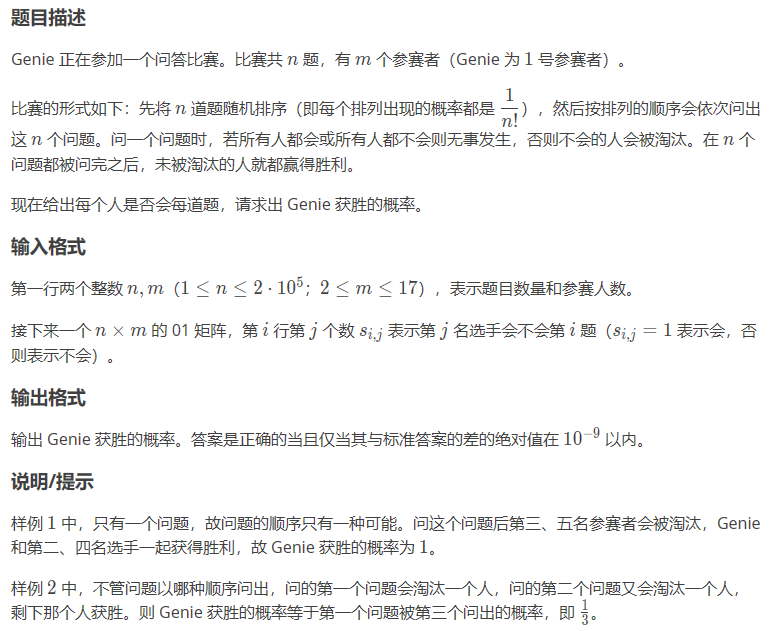 题目描述
Genie 正在参加一个问答比赛。比赛共 n 题，有 m 个参赛者（Genie 为 1 号参赛者）。
比赛的形式如下：先将 n 道题随机排序（即每个排列出现的概率都是 1/n!），然后按排列的顺序会依次问出
这 n 个问题。问一个问题时，若所有人都会或所有人都不会则无事发生，否则不会的人会被淘汰。在 n 个
问题都被问完之后，未被淘汰的人就都赢得胜利。
现在给出每个人是否会每道题，请求出 Genie 获胜的概率。
输入格式
第一行两个整数 n, m（1 ≤ n ≤ 2 · 10^5；2 ≤ m ≤ 17），表示题目数量和参赛人数。
接下来一个 n × m 的 01 矩阵，第 i 行第 j 个数 s_{i,j} 表示第 j 名选手会不会第 i 题（s_{i,j} = 1 表示会，否
则表示不会）。
输出格式
输出 Genie 获胜的概率。答案是正确的当且仅当其与标准答案的差的绝对值在 10^{-9} 以内。
说明/提示
样例 1 中，只有一个问题，故问题的顺序只有一种可能。问这个问题后第三、五名参赛者会被淘汰，Genie
和第二、四名选手一起获得胜利，故 Genie 获胜的概率为 1。
样例 2 中，不管问题以哪种顺序问出，问的第一个问题会淘汰一个人，问的第二个问题又会淘汰一个人，
剩下那个人获胜。则 Genie 获胜的概率等于第一个问题被第三个问出的概率，即 1/3。